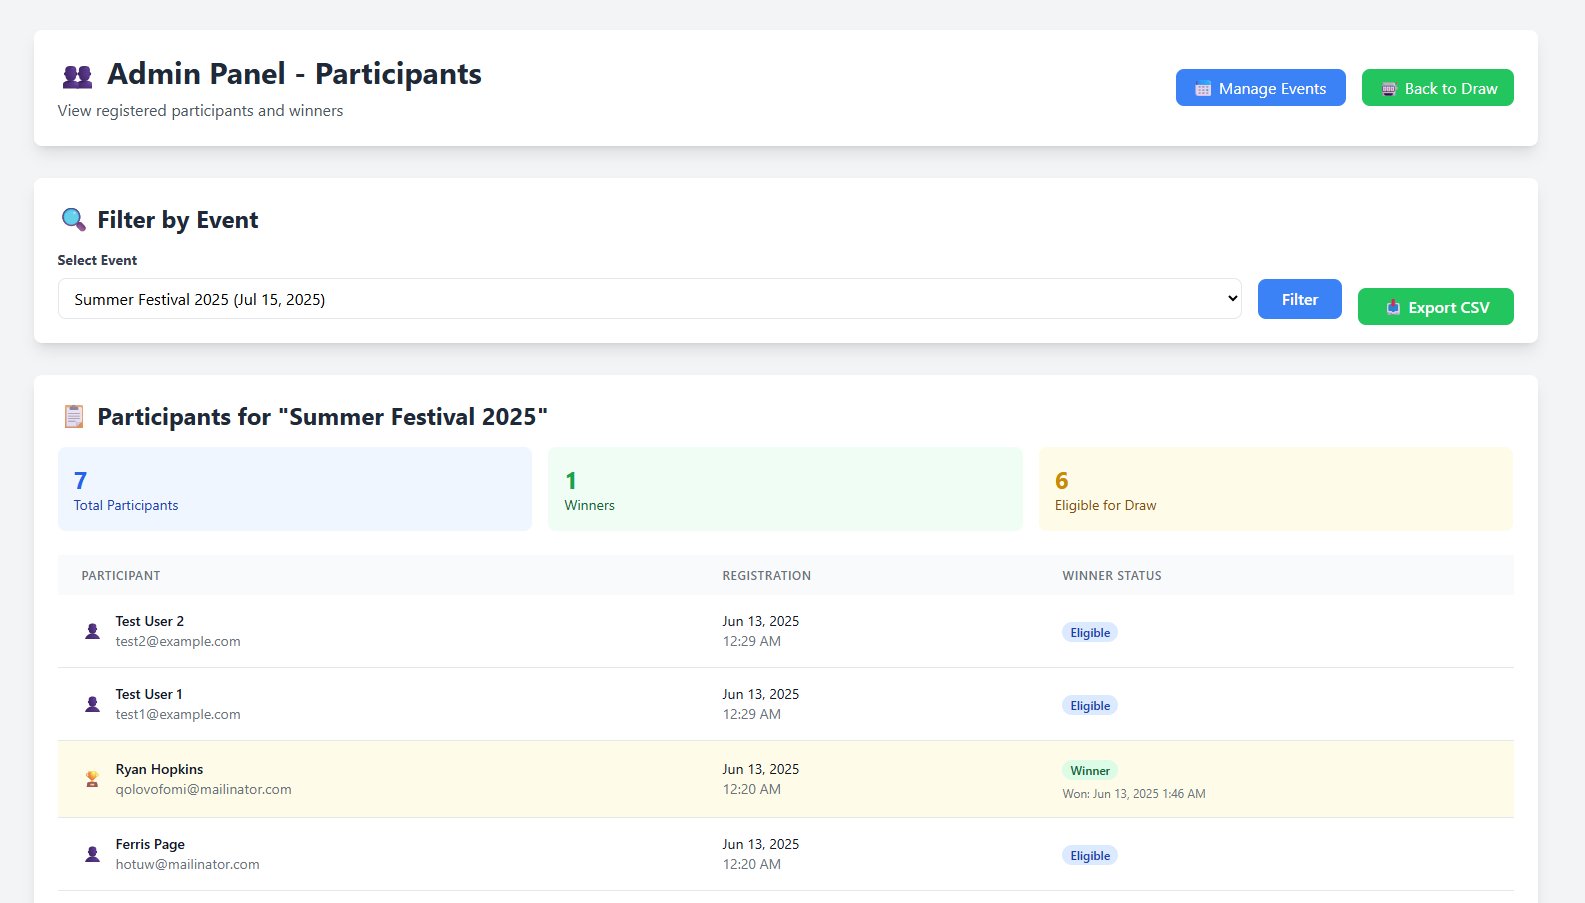 Admin Panel - Participants
View registered participants and winners
Manage Events
Back to Draw
Filter by Event
Select Event
Summer Festival 2025 (Jul 15, 2025)
Filter
Export CSV
Participants for "Summer Festival 2025"
7
Total Participants
1
Winners
6
Eligible for Draw
PARTICIPANT REGISTRATION WINNER STATUS
Test User 2
test2@example.com
Jun 13, 2025
12:29 AM
Eligible
Test User 1
test1@example.com
Jun 13, 2025
12:29 AM
Eligible
Ryan Hopkins
qolovofomi@mailinator.com
Jun 13, 2025
12:20 AM
Winner
Won: Jun 13, 2025 1:46 AM
Ferris Page
hotuw@mailinator.com
Jun 13, 2025
12:20 AM
Eligible